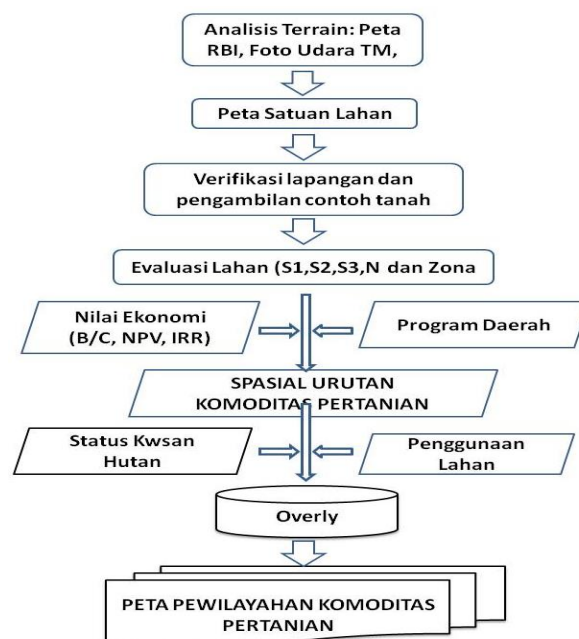 Analisis Terrain: Peta
RBI, Foto Udara TM,
Peta Satuan Lahan
Verifikasi lapangan dan
pengambilan contoh tanah
Evaluasi Lahan (S1,S2,S3,N dan Zona
Nilai Ekonomi
(B/C, NPV, IRR)
Program Daerah
SPASIAL URUTAN
KOMODITAS PERTANIAN
Status Kwsan
Hutan
Penggunaan
Lahan
Overly
PETA PEWILAYAHAN KOMODITAS
PERTANIAN